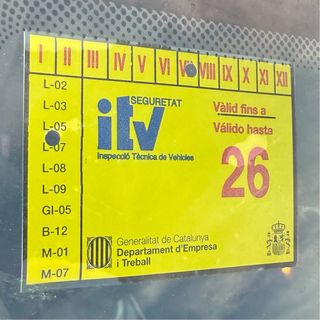 I II III IV V VI VII VIII IX X XI XII
L-02
L-03
L-05
L-07
L-08
L-09
GI-05
B-12
M-01
M-07
SEGURETAT
itv
Inspecció Tècnica de Vehicles
Vàlid fins a
Válido hasta
26
Generalitat de Catalunya
Departament d'Empresa
i Treball